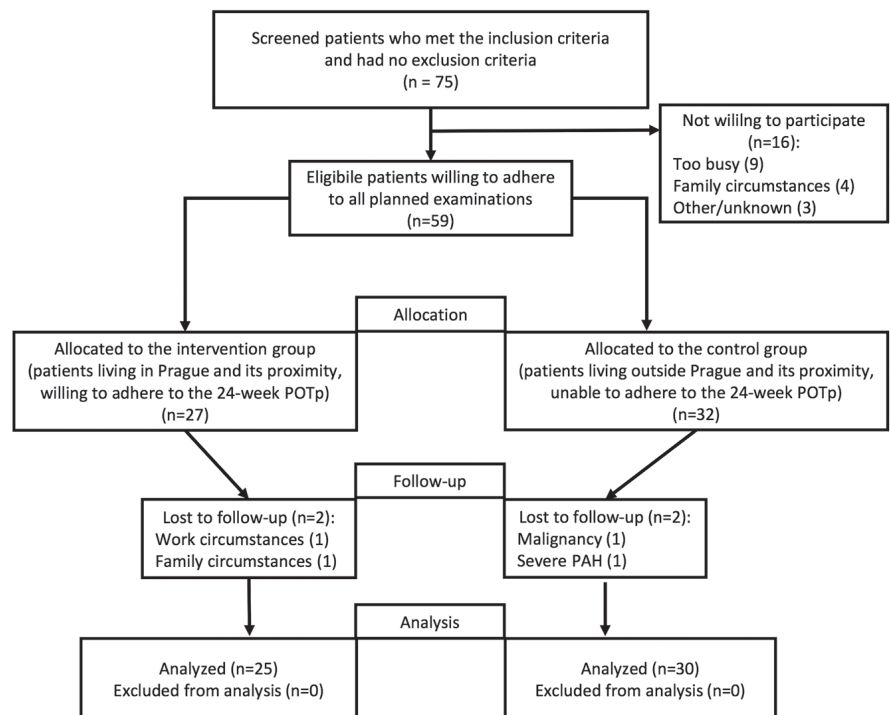 Screened patients who met the inclusion criteria
and had no exclusion criteria
(n = 75)
Not wililng to participate
(n=16):
Too busy (9)
Family circumstances (4)
Other/unknown (3)
Eligibile patients willing to adhere
to all planned examinations
(n=59)
Allocation
Allocated to the intervention group
(patients living in Prague and its proximity,
willing to adhere to the 24-week POTp)
(n=27)
Allocated to the control group
(patients living outside Prague and its proximity,
unable to adhere to the 24-week POTp)
(n=32)
Follow-up
Lost to follow-up (n=2):
Work circumstances (1)
Family circumstances (1)
Lost to follow-up (n=2):
Malignancy (1)
Severe PAH (1)
Analysis
Analyzed (n=25)
Excluded from analysis (n=0)
Analyzed (n=30)
Excluded from analysis (n=0)